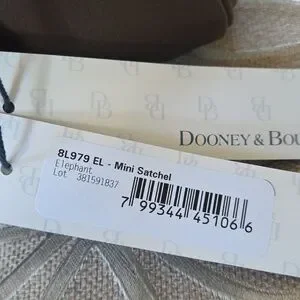 DOONEY & BOU
8L979 EL - Mini Satchel
Elephant
Lot 381591837
7 99344 45106 6